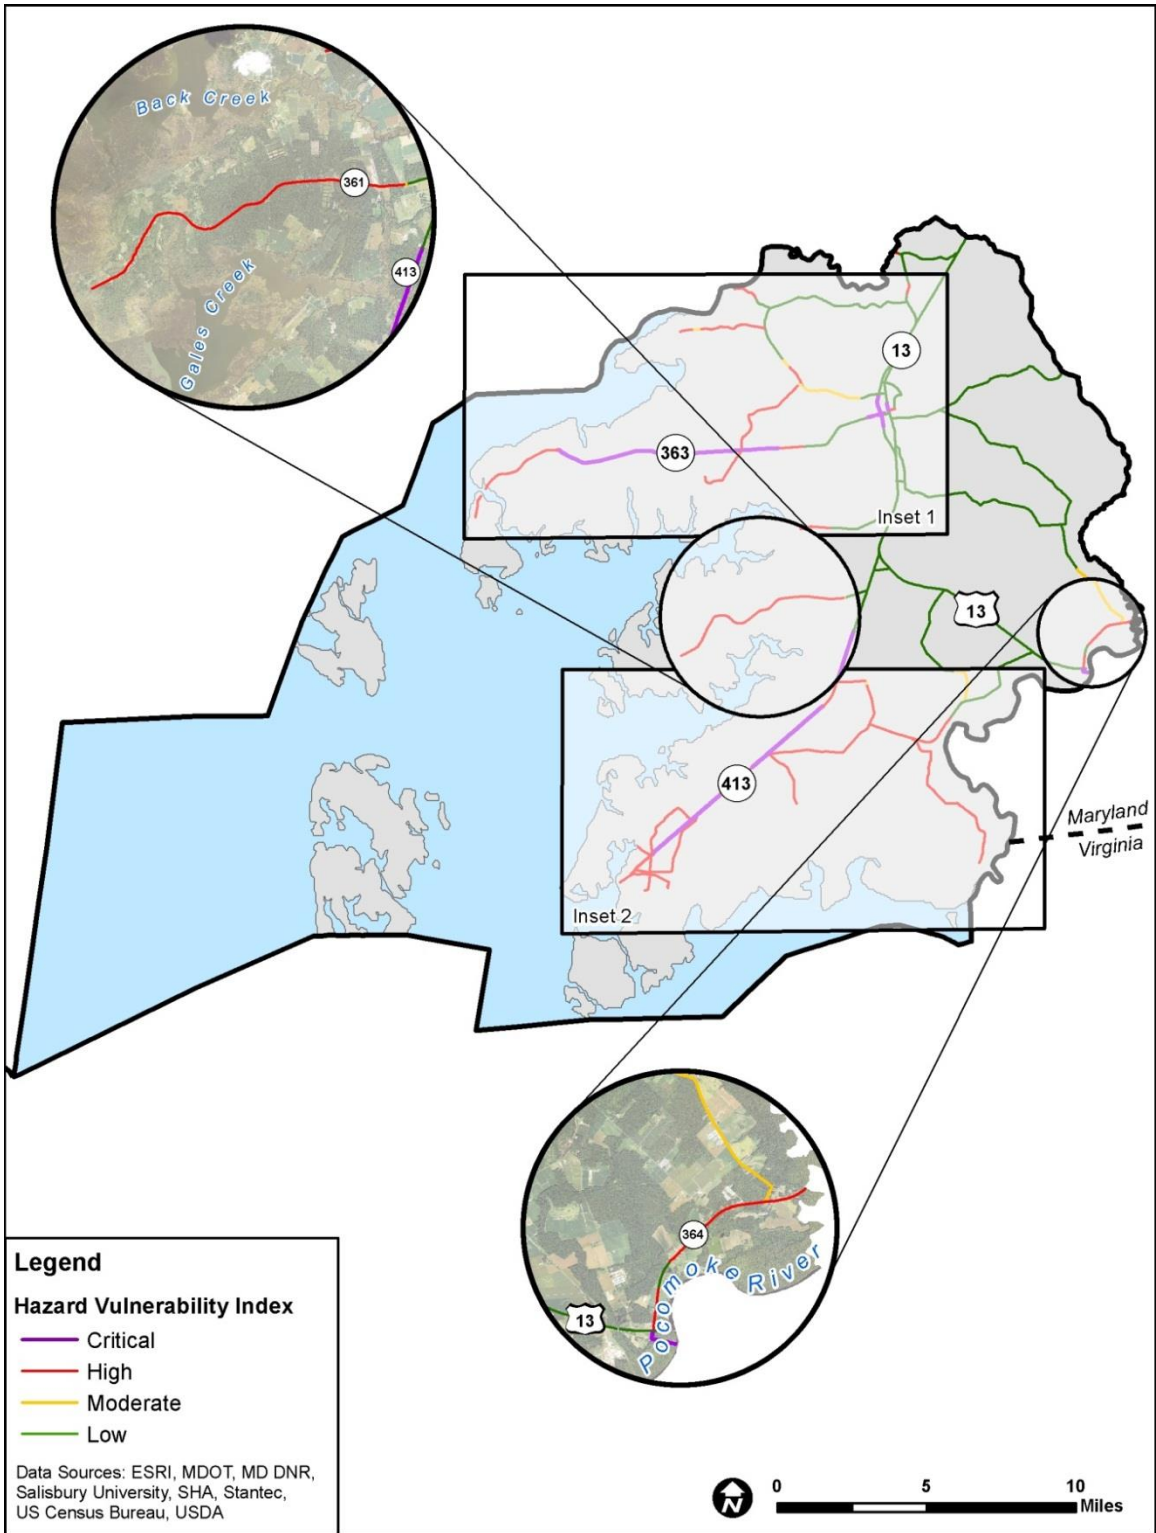 Back Creek
361
413
Gales Creek
13
363
Inset 1
13
413
Maryland
Virginia
Inset 2
364
Pocomoke River
13
Legend
Hazard Vulnerability Index
Critical
High
Moderate
Low
Data Sources: ESRI, MDOT, MD DNR,
Salisbury University, SHA, Stantec,
US Census Bureau, USDA
N
0 5 10
Miles